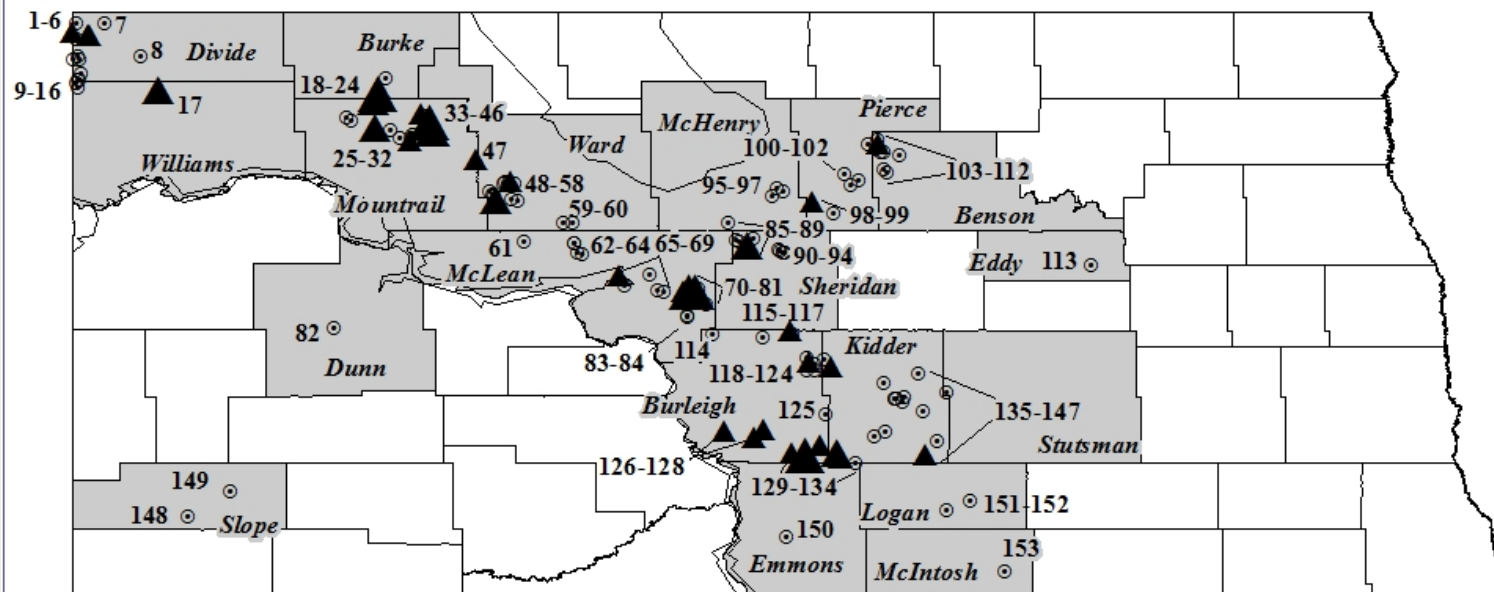 1-6
7
Burke
8
Divide
18-24
9-16
17
33-46
Pierce
McHenry
Ward
100-102
47
25-32
Williams
103-112
48-58
95-97
Mountrail
59-60
98-99
Benson
85-89
61
62-64
65-69
90-94
Eddy
113
McLean
70-81
Sheridan
115-117
82
114
Kidder
83-84
Dunn
118-124
Burleigh
125
135-147
Stutsman
126-128
149
129-134
151-152
148
Slope
Logan
150
153
Emmons
McIntosh